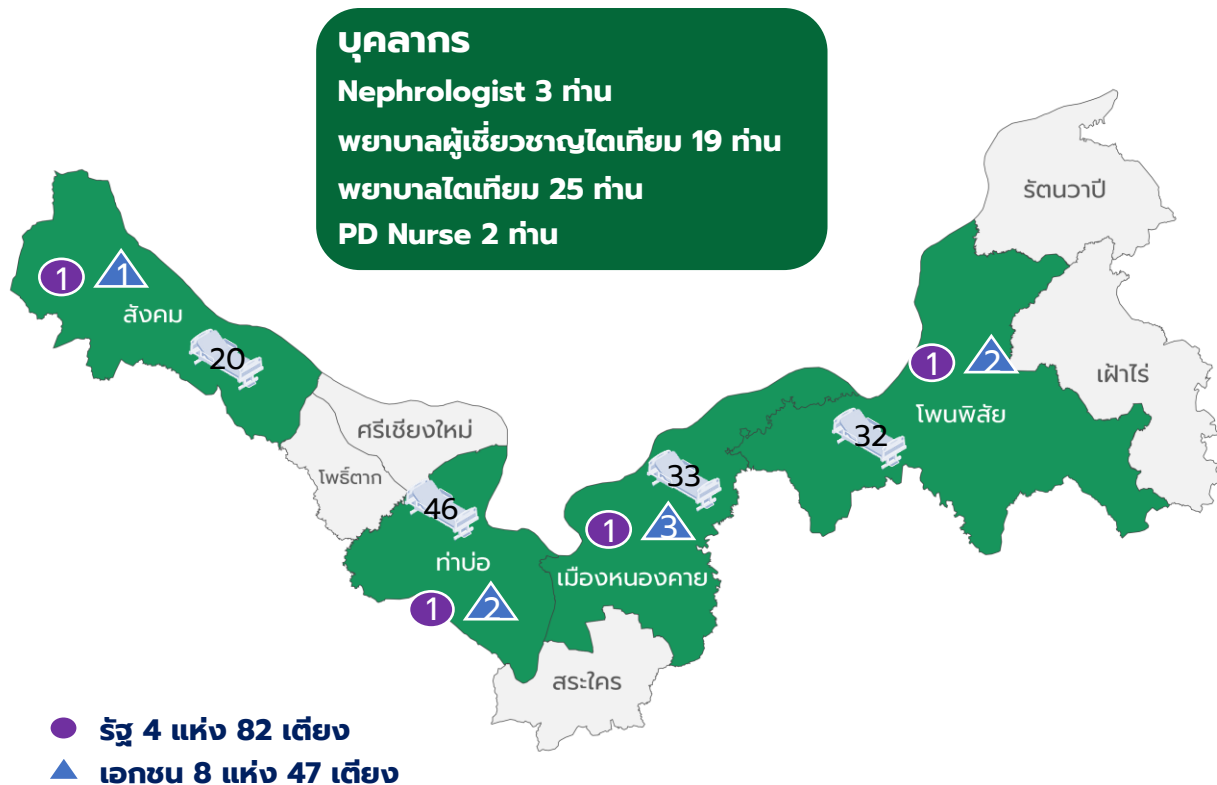 บุคลากร
Nephrologist 3 ท่าน
พยาบาลผู้เชี่ยวชาญไตเทียม 19 ท่าน
พยาบาลไตเทียม 25 ท่าน
PD Nurse 2 ท่าน
รัตนวาปี
1 1
สังคม
20
1 2
เฝ้าไร่
โพนพิสัย
ศรีเชียงใหม่
32
โพธิ์ตาก
33
46
1 3
ท่าบ่อ
เมืองหนองคาย
1 2
สระใคร
รัฐ 4 แห่ง 82 เตียง
เอกชน 8 แห่ง 47 เตียง